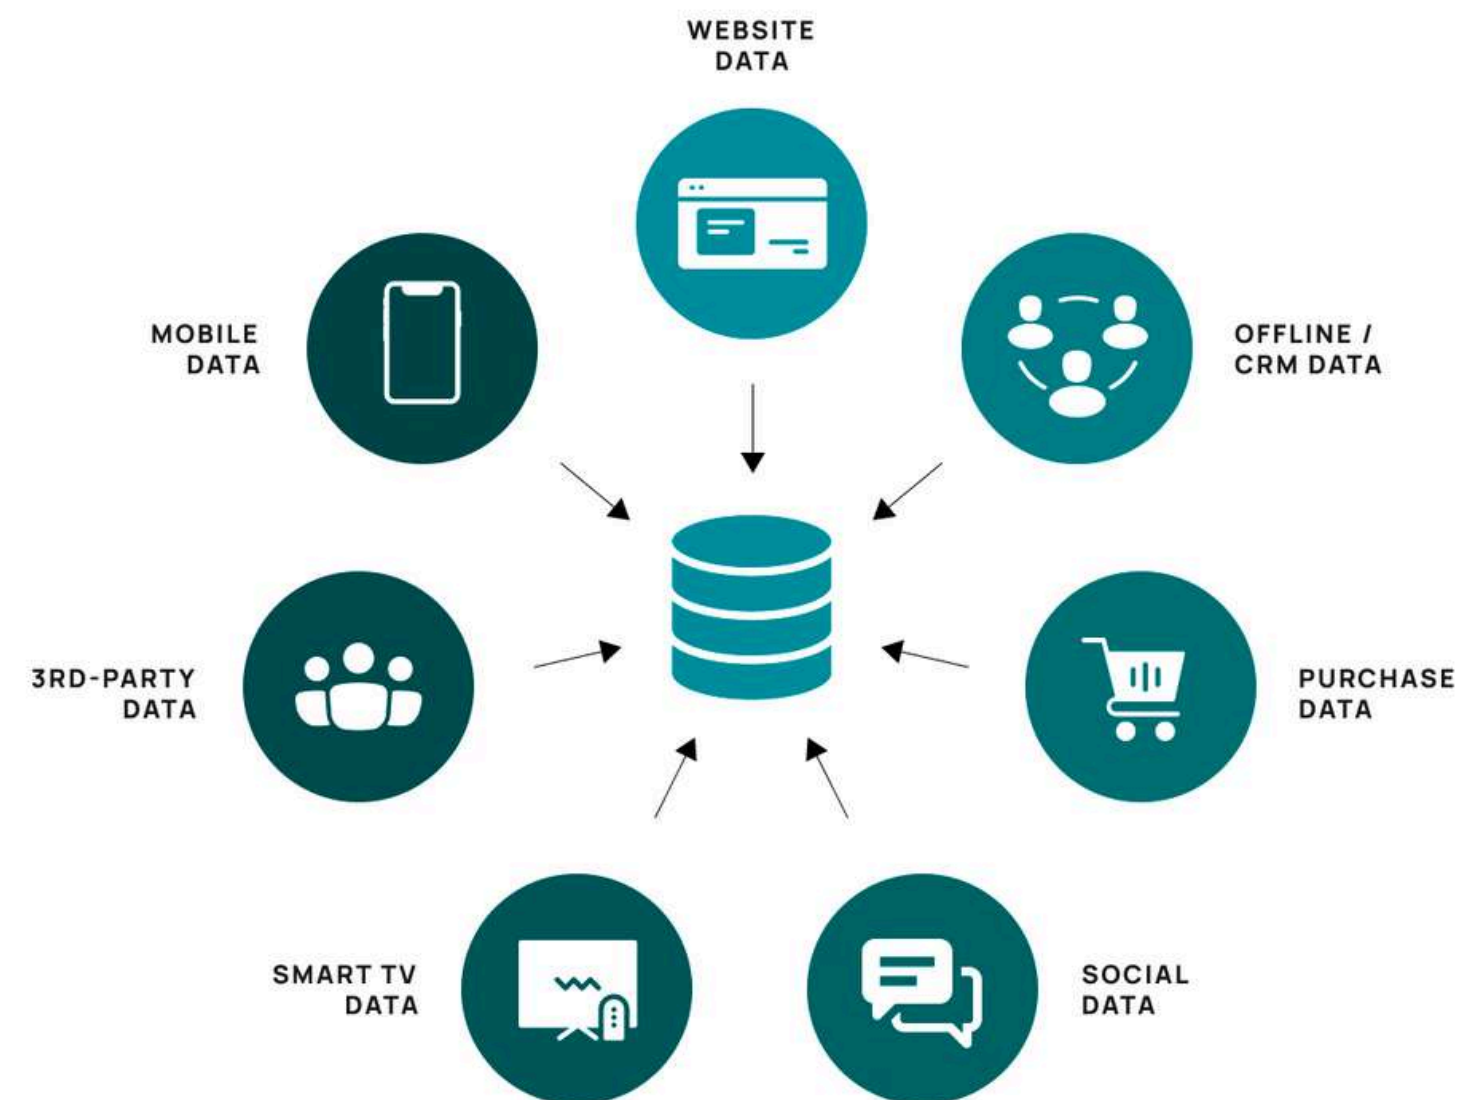 WEBSITE
DATA
MOBILE
DATA
OFFLINE /
CRM DATA
3RD-PARTY
DATA
PURCHASE
DATA
SMART TV
DATA
SOCIAL
DATA